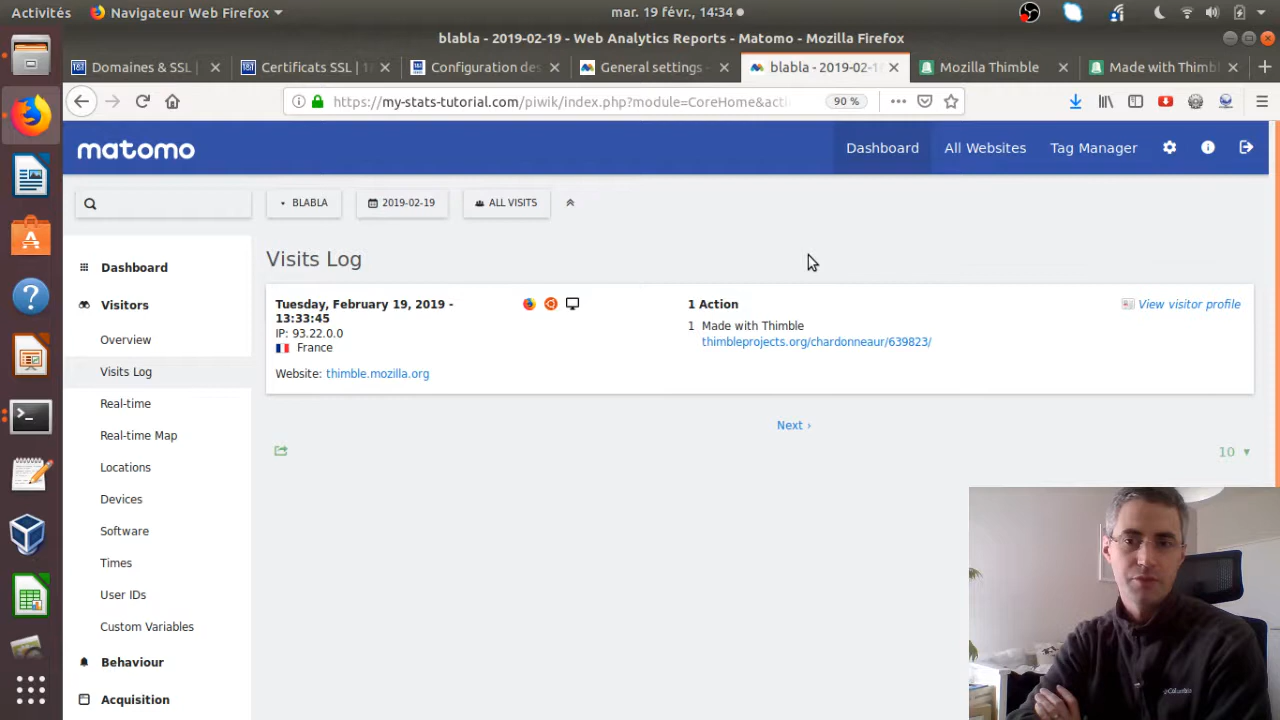 Activités
Navigateur Web Firefox
mar. 19 févr., 14:34
blabla - 2019-02-19 - Web Analytics Reports - Matomo - Mozilla Firefox
Domaines & SSL |
Certificats SSL | 1
Configuration des
General settings -
blabla - 2019-02-1
Mozilla Thimble
Made with Thimbl
https://my-stats-tutorial.com/piwik/index.php?module=CoreHome&acti
90 %
matomo
Dashboard
All Websites
Tag Manager
BLABLA
2019-02-19
ALL VISITS
Dashboard
Visitors
Overview
Visits Log
Real-time
Real-time Map
Locations
Devices
Software
Times
User IDs
Custom Variables
Behaviour
Acquisition
Visits Log
Tuesday, February 19, 2019 -
13:33:45
IP: 93.22.0.0
France
Website: thimble.mozilla.org
1 Action
1 Made with Thimble
thimbleprojects.org/chardonneaur/639823/
View visitor profile
Next ›
10
Columbia